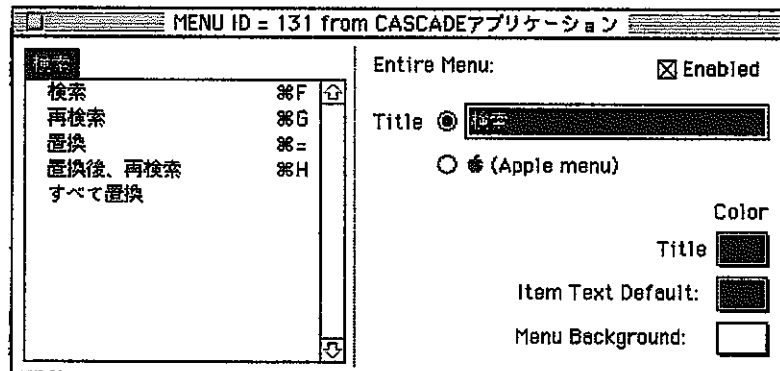 MENU ID = 131 from CASCADEアプリケーション
検索
検索 ⌘F
再検索 ⌘G
置換 ⌘=
置換後、再検索 ⌘H
すべて置換
Entire Menu:
Enabled
Title 検索
(Apple menu)
Color
Title
Item Text Default:
Menu Background: